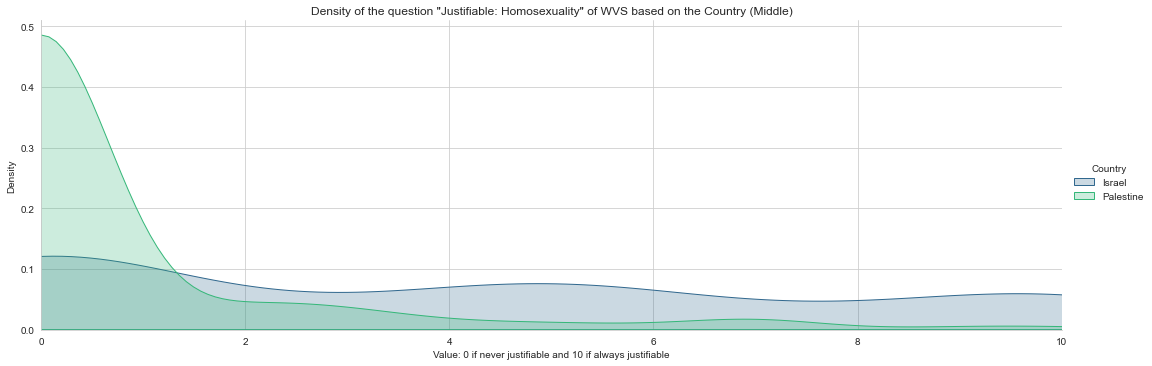 Density of the question "Justifiable: Homosexuality" of WVS based on the Country (Middle)
0.5
0.4
0.3
0.2
0.1
0.0
Density
0 2 4 6 8 10
Value: 0 if never justifiable and 10 if always justifiable
Country
Israel
Palestine